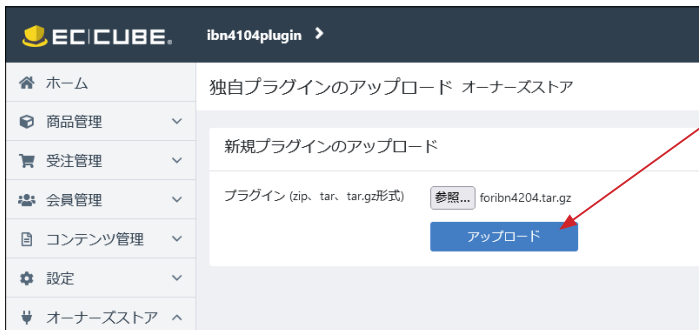 EC CUBE.
ibn4104plugin
ホーム
独自プラグインのアップロード オーナーズストア
商品管理
新規プラグインのアップロード
受注管理
会員管理
プラグイン (zip、tar、tar.gz形式) 参照... foribn4204.tar.gz
コンテンツ管理
アップロード
設定
オーナーズストア